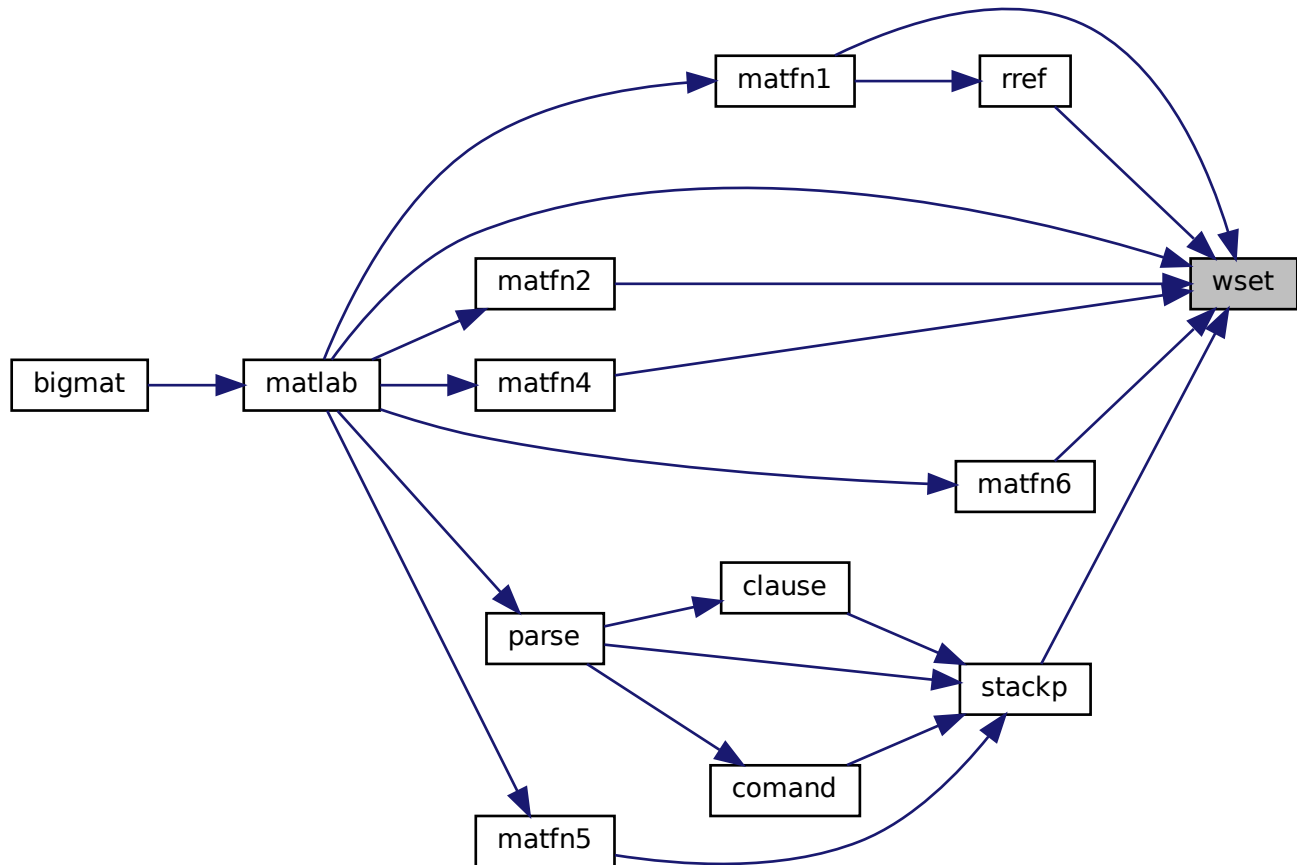 matfn1
rref
matfn2
wset
bigmat
matlab
matfn4
matfn6
clause
parse
stackp
comand
matfn5